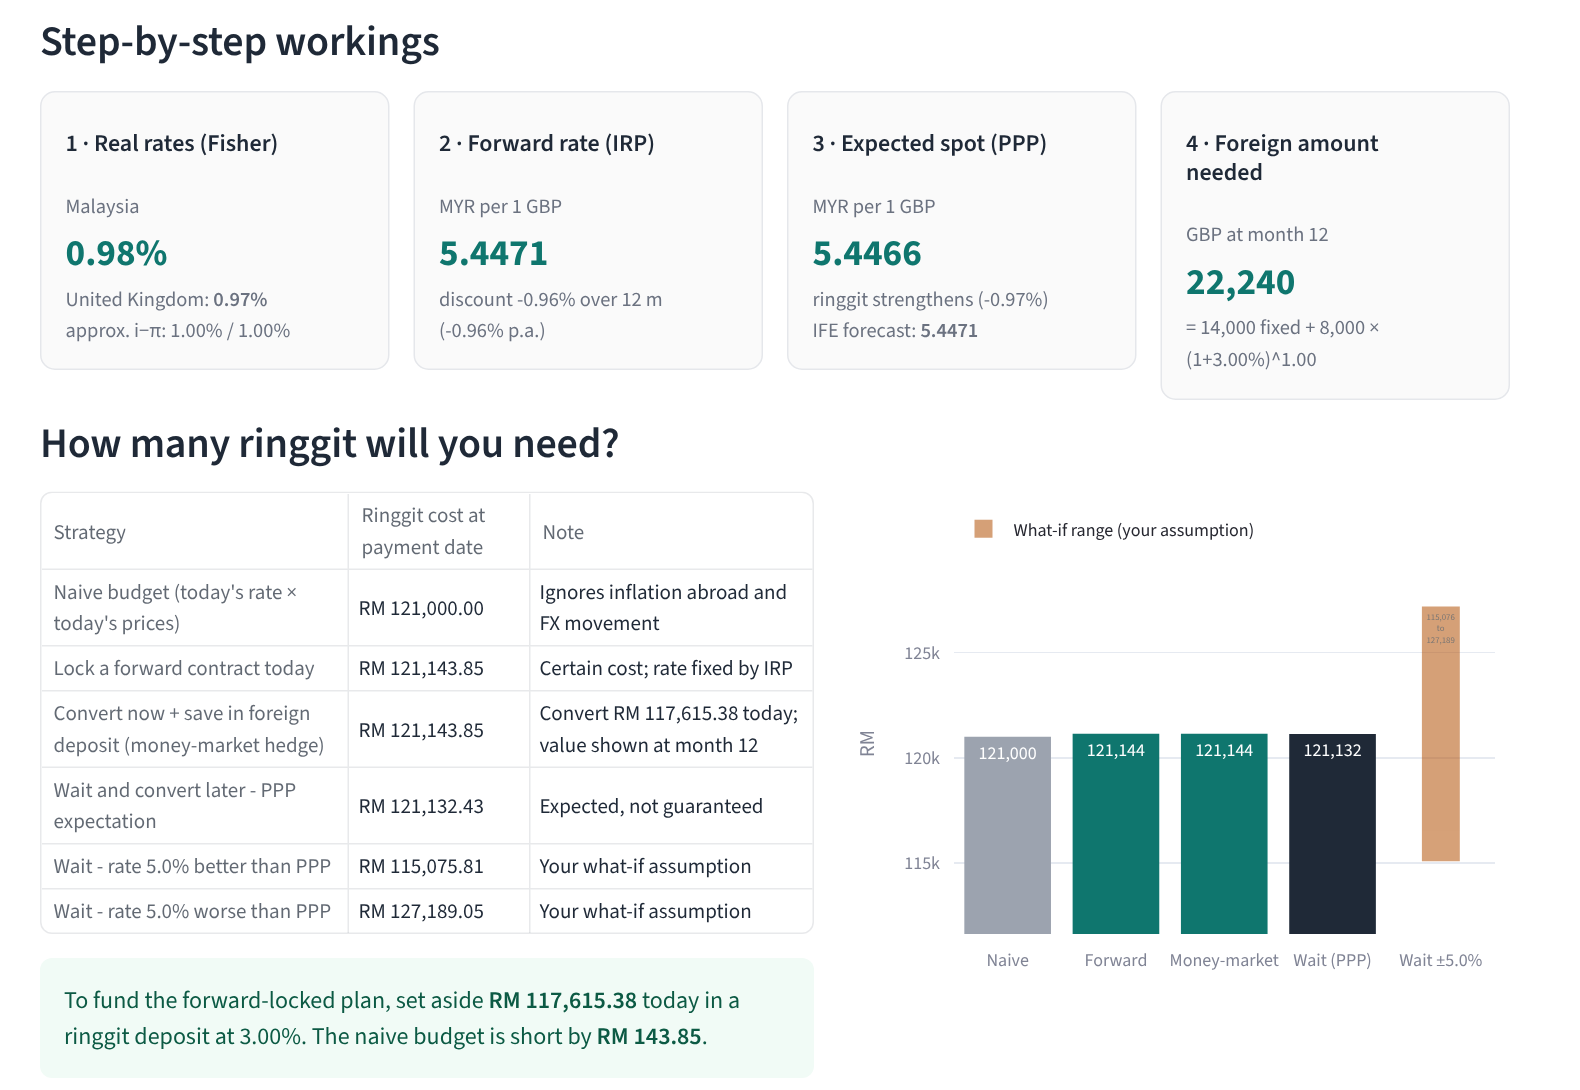 Step-by-step workings
1 · Real rates (Fisher)
Malaysia
0.98%
United Kingdom: 0.97%
approx. i−π: 1.00% / 1.00%
2 · Forward rate (IRP)
MYR per 1 GBP
5.4471
discount -0.96% over 12 m
(-0.96% p.a.)
3 · Expected spot (PPP)
MYR per 1 GBP
5.4466
ringgit strengthens (-0.97%)
IFE forecast: 5.4471
4 · Foreign amount
needed
GBP at month 12
22,240
= 14,000 fixed + 8,000 ×
(1+3.00%)^1.00
How many ringgit will you need?
Strategy
Ringgit cost at
payment date
Note
Naive budget (today's rate ×
today's prices)
RM 121,000.00
Ignores inflation abroad and
FX movement
Lock a forward contract today
RM 121,143.85
Certain cost; rate fixed by IRP
Convert now + save in foreign
deposit (money-market hedge)
RM 121,143.85
Convert RM 117,615.38 today;
value shown at month 12
Wait and convert later - PPP
expectation
RM 121,132.43
Expected, not guaranteed
Wait - rate 5.0% better than PPP
RM 115,075.81
Your what-if assumption
Wait - rate 5.0% worse than PPP
RM 127,189.05
Your what-if assumption
To fund the forward-locked plan, set aside RM 117,615.38 today in a
ringgit deposit at 3.00%. The naive budget is short by RM 143.85.
What-if range (your assumption)
115,076
to
127,189
125k
120k
115k
RM
121,000
121,144
121,144
121,132
Naive
Forward
Money-market
Wait (PPP)
Wait ±5.0%